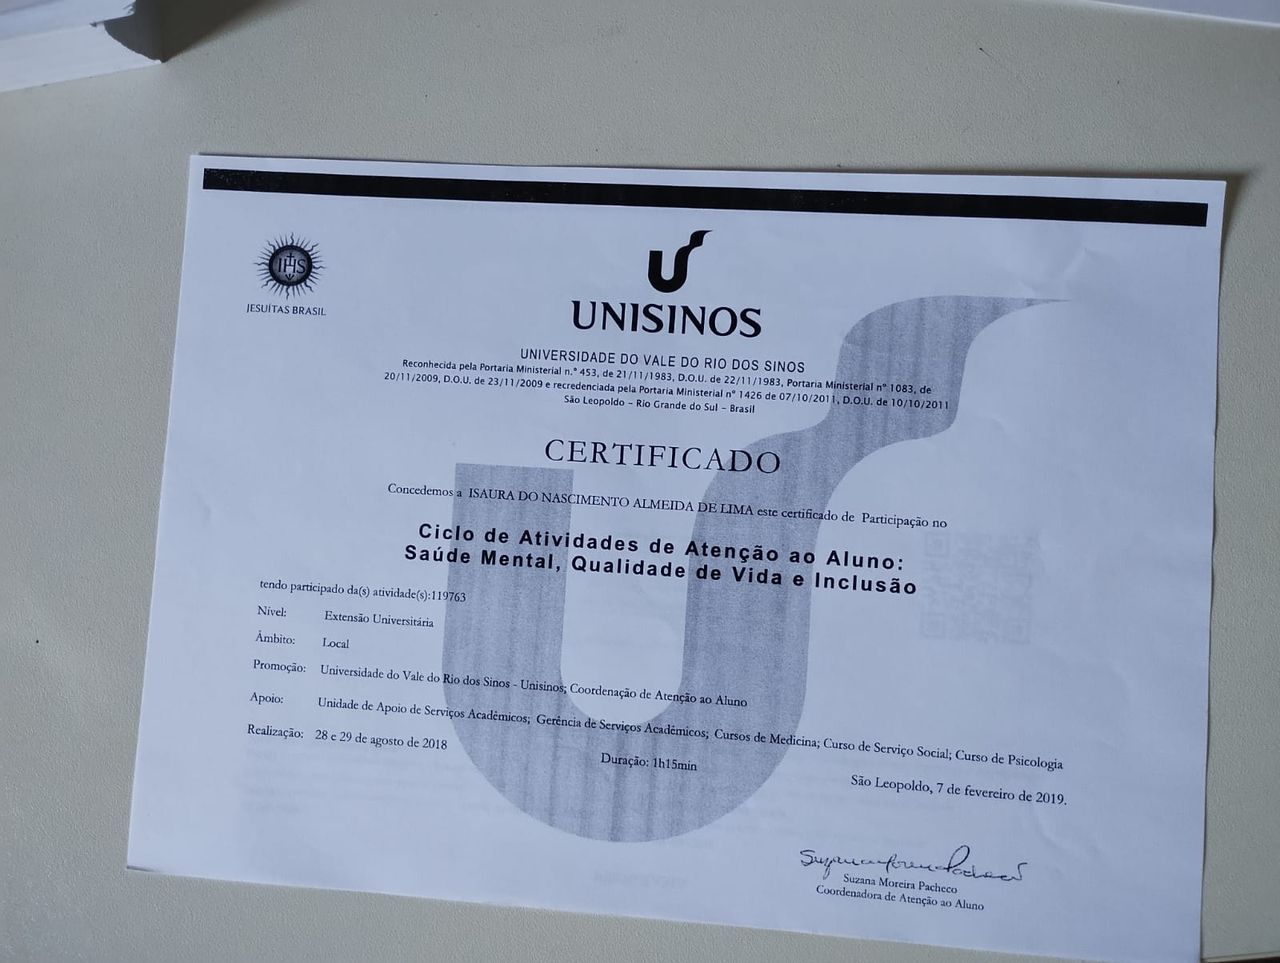 IHS
JESUÍTAS BRASIL
UNISINOS
UNIVERSIDADE DO VALE DO RIO DOS SINOS
Reconhecida pela Portaria Ministerial n.º 453, de 21/11/1983, D.O.U. de 22/11/1983, Portaria Ministerial nº 1083, de
20/11/2009, D.O.U. de 23/11/2009 e recredenciada pela Portaria Ministerial nº 1426 de 07/10/2011, D.O.U. de 10/10/2011
São Leopoldo - Rio Grande do Sul - Brasil
CERTIFICADO
Concedemos a ISAURA DO NASCIMENTO ALMEIDA DE LIMA este certificado de Participação no
Ciclo de Atividades de Atenção ao Aluno:
Saúde Mental, Qualidade de Vida e Inclusão
tendo participado da(s) atividade(s):119763
Nível: Extensão Universitária
Âmbito: Local
Promoção: Universidade do Vale do Rio dos Sinos - Unisinos; Coordenação de Atenção ao Aluno
Apoio: Unidade de Apoio de Serviços Acadêmicos; Gerência de Serviços Acadêmicos; Cursos de Medicina; Curso de Serviço Social; Curso de Psicologia
Realização: 28 e 29 de agosto de 2018
Duração: 1h15min
São Leopoldo, 7 de fevereiro de 2019.
Suzana Moreira Pacheco
Coordenadora de Atenção ao Aluno